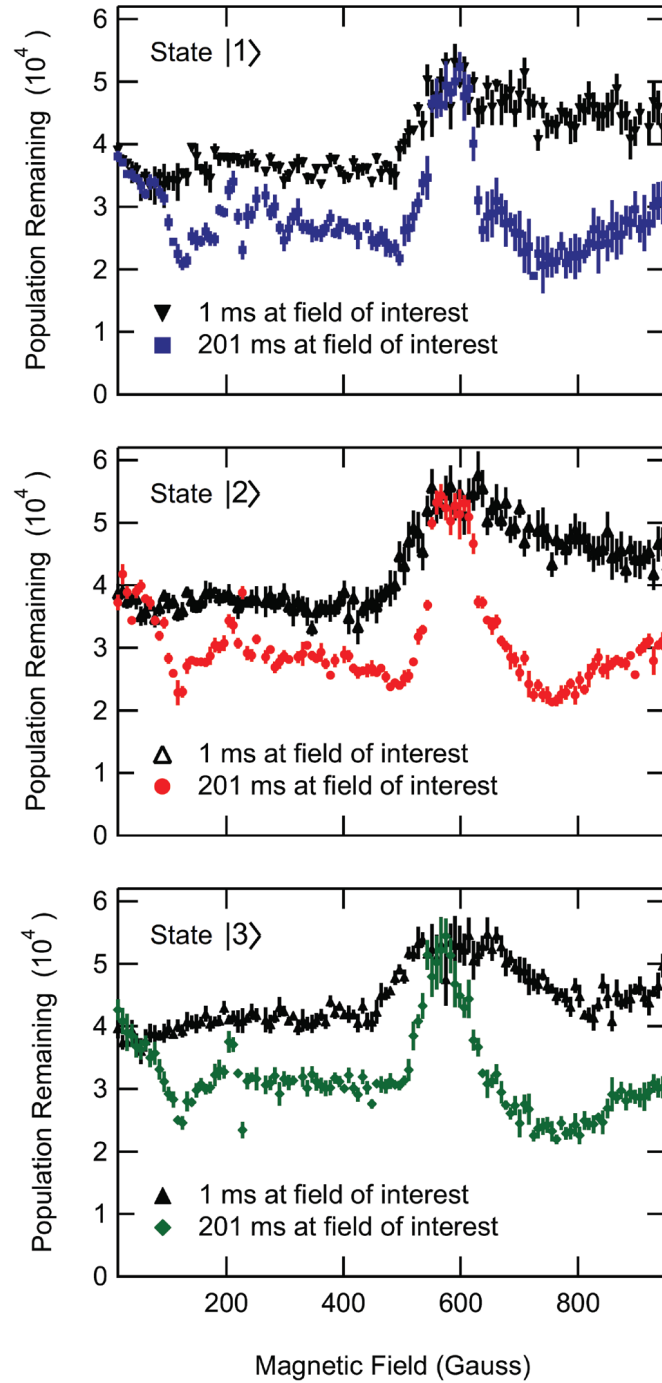 Population Remaining (10⁴)
6
5
4
3
2
1
0
State |1⟩
1 ms at field of interest
201 ms at field of interest
Population Remaining (10⁴)
6
5
4
3
2
1
0
State |2⟩
1 ms at field of interest
201 ms at field of interest
Population Remaining (10⁴)
6
5
4
3
2
1
0
State |3⟩
1 ms at field of interest
201 ms at field of interest
200 400 600 800
Magnetic Field (Gauss)